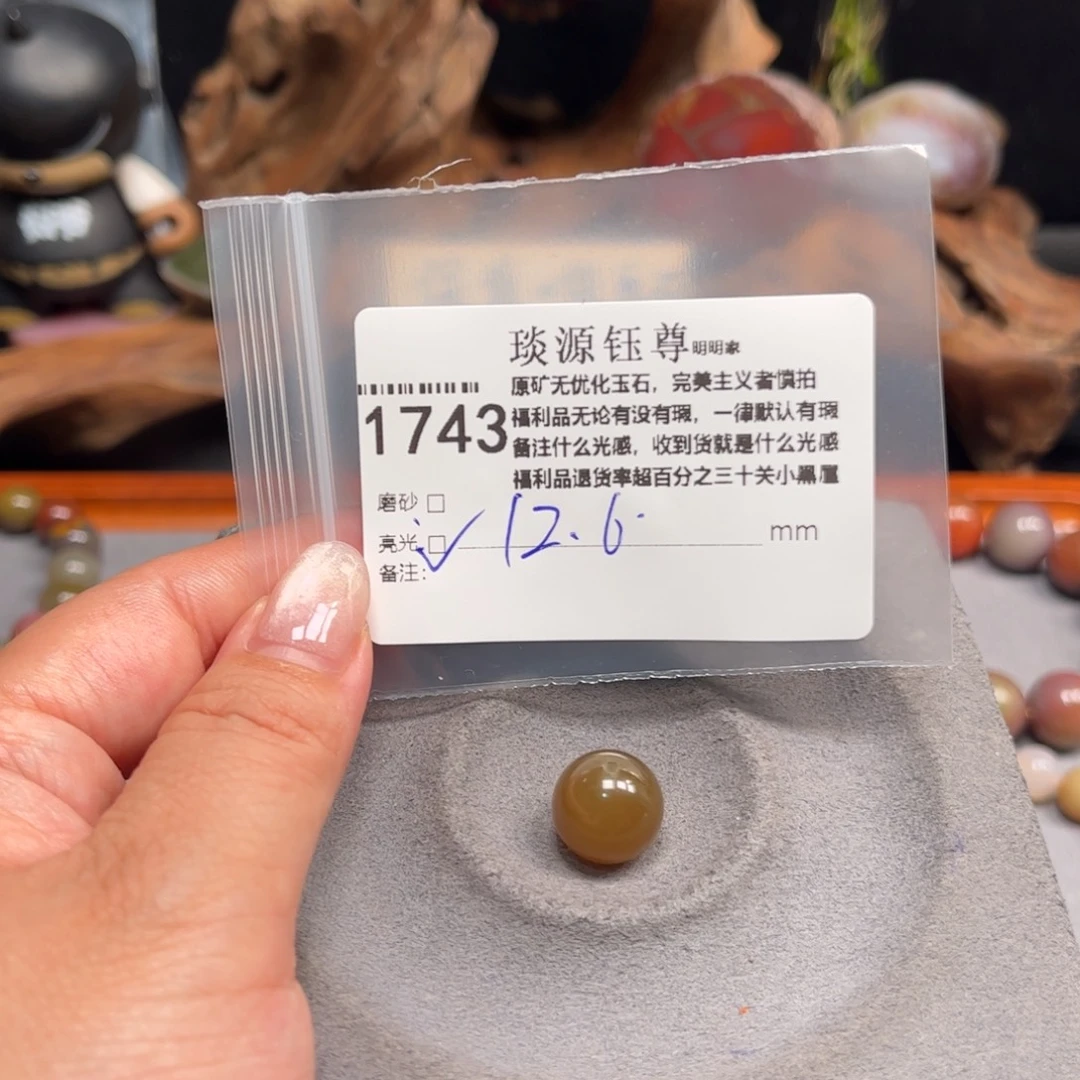 琰源钰尊明明家
原矿无优化玉石，完美主义者慎拍
1743
福利品无论有没有瑕，一律默认有瑕
备注什么光感，收到货就是什么光感
福利品退货率超百分之三十关小黑屋
磨砂 □
亮光 □ ✓ 12.6 mm
备注：